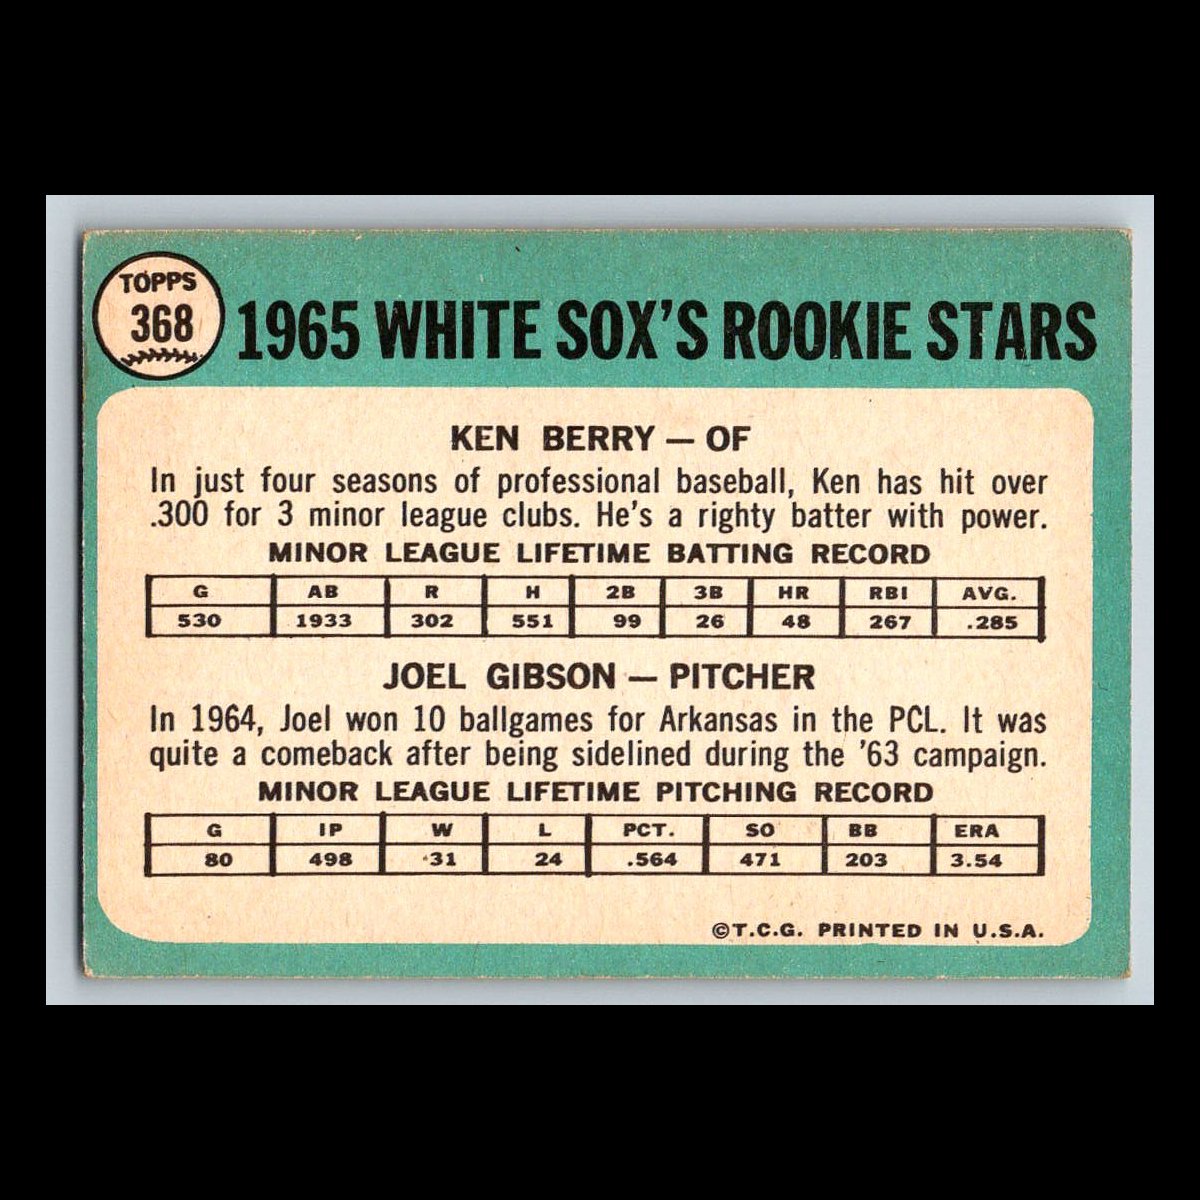 TOPPS
368
1965 WHITE SOX'S ROOKIE STARS
KEN BERRY — OF
In just four seasons of professional baseball, Ken has hit over
.300 for 3 minor league clubs. He's a righty batter with power.
MINOR LEAGUE LIFETIME BATTING RECORD
G AB R H 2B 3B HR RBI AVG.
530 1933 302 551 99 26 48 267 .285
JOEL GIBSON — PITCHER
In 1964, Joel won 10 ballgames for Arkansas in the PCL. It was
quite a comeback after being sidelined during the '63 campaign.
MINOR LEAGUE LIFETIME PITCHING RECORD
G IP W L PCT. SO BB ERA
80 498 31 24 .564 471 203 3.54
©T.C.G. PRINTED IN U.S.A.